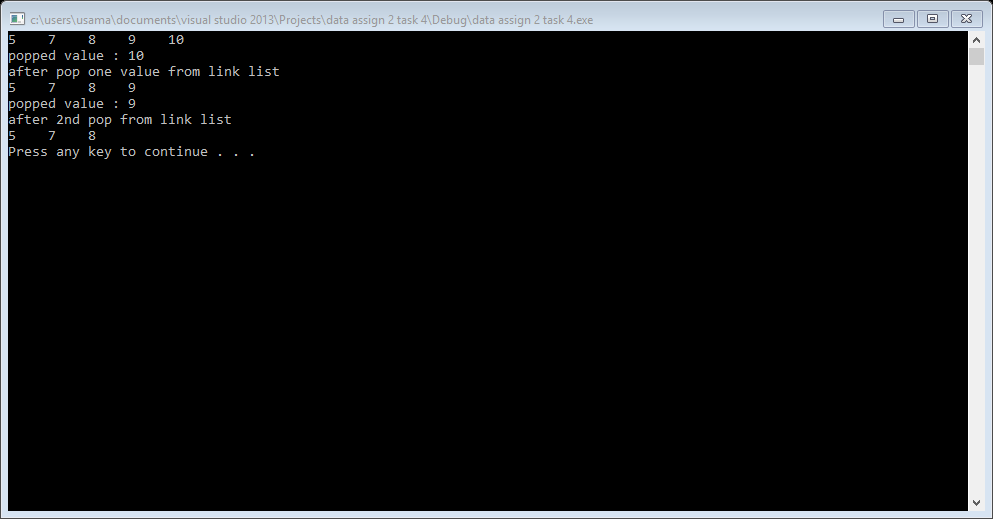 c:\users\usama\documents\visual studio 2013\Projects\data assign 2 task 4\Debug\data assign 2 task 4.exe
5    7    8    9    10
popped value : 10
after pop one value from link list
5    7    8    9
popped value : 9
after 2nd pop from link list
5    7    8
Press any key to continue . . .